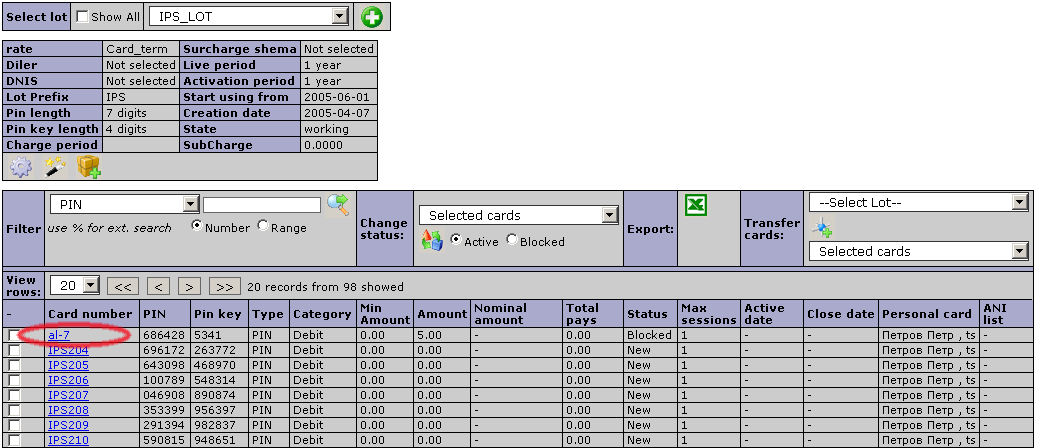 Select lot Show All IPS_LOT
rate Card_term Surcharge shema Not selected
Diler Not selected Live period 1 year
DNIS Not selected Activation period 1 year
Lot Prefix IPS Start using from 2005-06-01
Pin length 7 digits Creation date 2005-04-07
Pin key length 4 digits State working
Charge period SubCharge 0.0000
Filter PIN
use % for ext. search Number Range
Change status: Selected cards
Active Blocked
Export:
Transfer cards: --Select Lot--
Selected cards
View rows: 20 << < > >> 20 records from 98 showed
- Card number PIN Pin key Type Category Min Amount Amount Nominal amount Total pays Status Max sessions Active date Close date Personal card ANI list
al-7 686428 5341 PIN Debit 0.00 5.00 - 0.00 Blocked 1 - - Петров Петр , ts -
IPS204 696172 263772 PIN Debit 0.00 0.00 - 0.00 New 1 - - Петров Петр , ts -
IPS205 643098 468970 PIN Debit 0.00 0.00 - 0.00 New 1 - - Петров Петр , ts -
IPS206 100789 548314 PIN Debit 0.00 0.00 - 0.00 New 1 - - Петров Петр , ts -
IPS207 046908 890874 PIN Debit 0.00 0.00 - 0.00 New 1 - - Петров Петр , ts -
IPS208 353399 956397 PIN Debit 0.00 0.00 - 0.00 New 1 - - Петров Петр , ts -
IPS209 291394 982837 PIN Debit 0.00 0.00 - 0.00 New 1 - - Петров Петр , ts -
IPS210 590815 948651 PIN Debit 0.00 0.00 - 0.00 New 1 - - Петров Петр , ts -